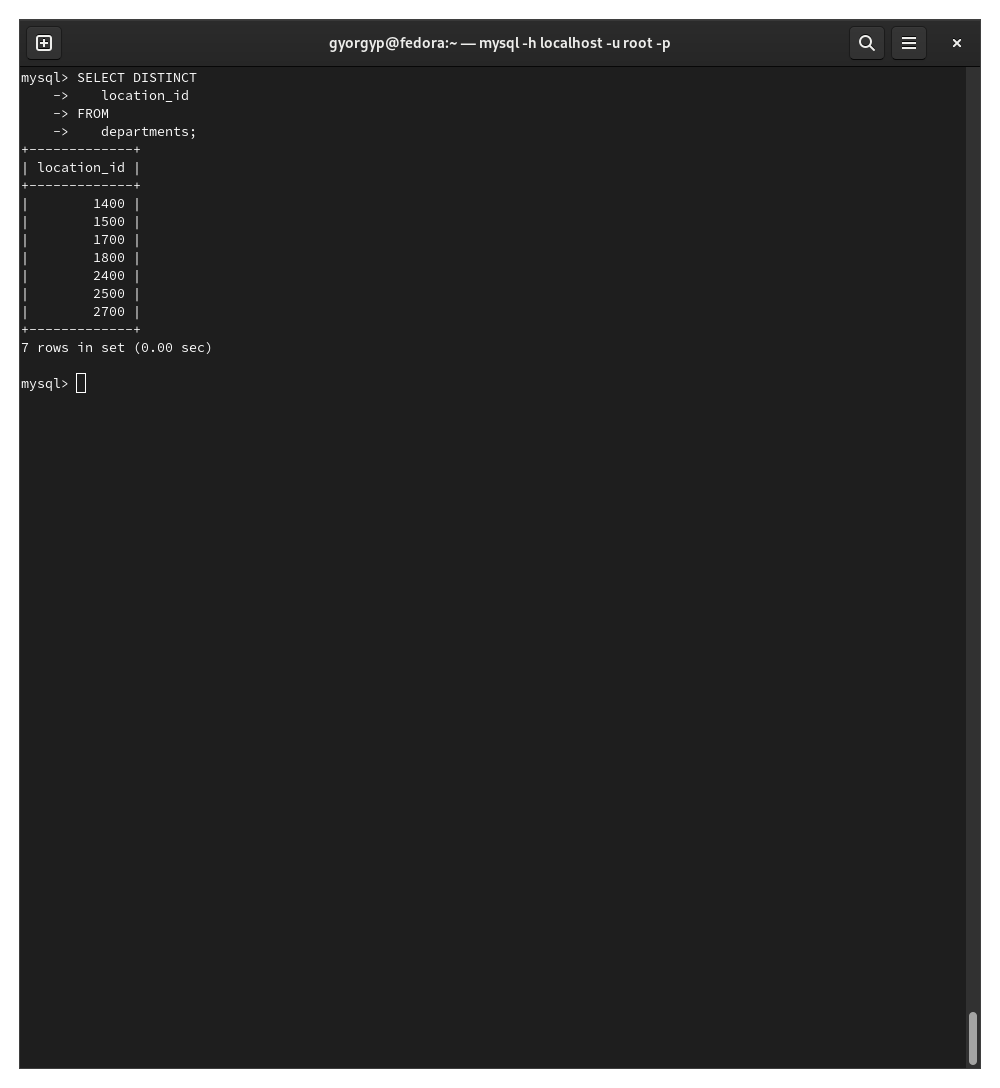 gyorgyp@fedora:~ — mysql -h localhost -u root -p
mysql> SELECT DISTINCT
    ->    location_id
    -> FROM
    ->    departments;
+-------------+
| location_id |
+-------------+
|        1400 |
|        1500 |
|        1700 |
|        1800 |
|        2400 |
|        2500 |
|        2700 |
+-------------+
7 rows in set (0.00 sec)
mysql>